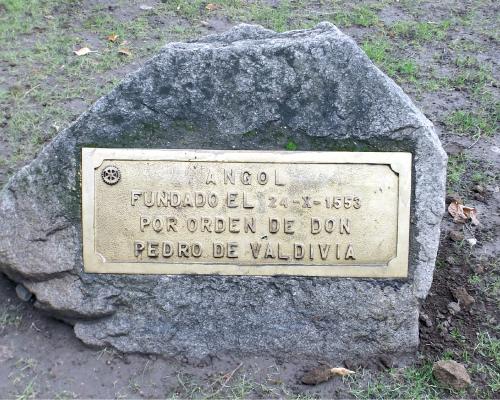 ANGOL
FUNDADO EL 24-X-1553
POR ORDEN DE DON
PEDRO DE VALDIVIA